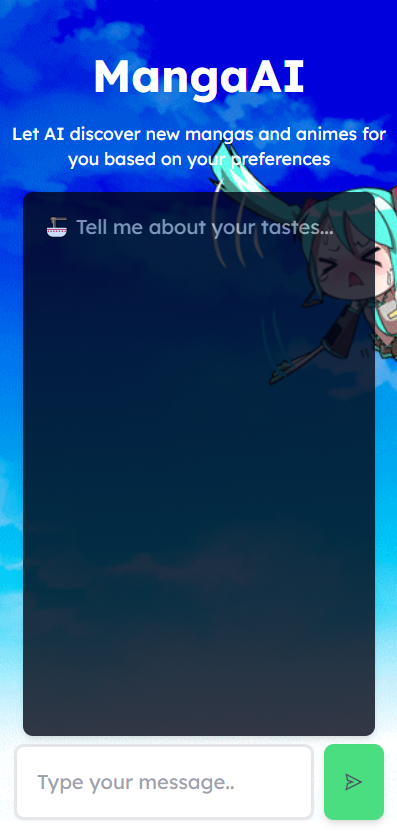 MangaAI
Let AI discover new mangas and animes for
you based on your preferences
🍜 Tell me about your tastes...
Type your message..